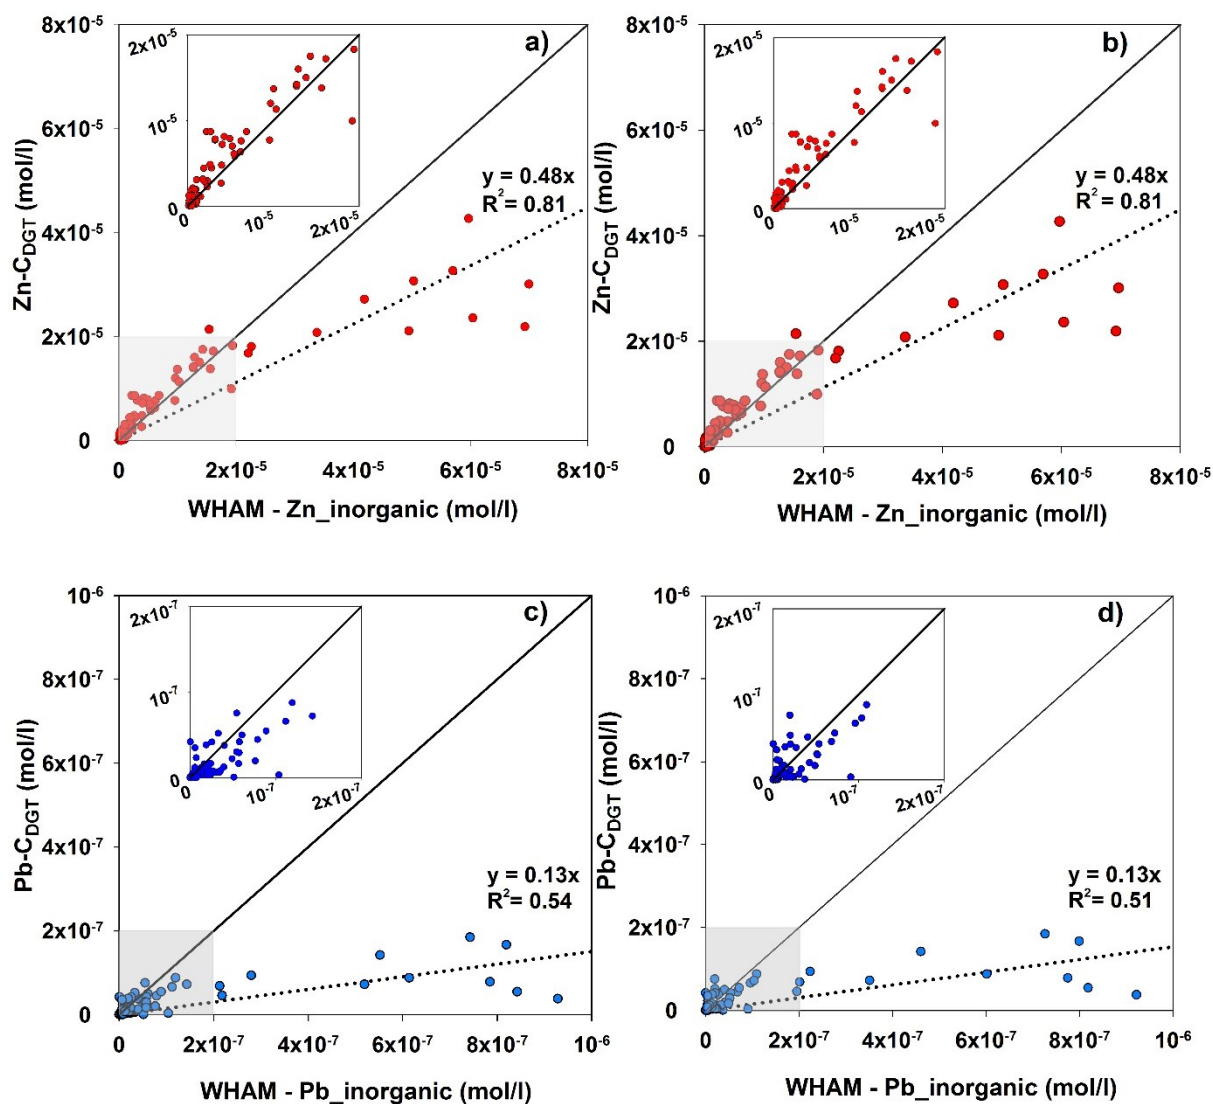 a)
8x10⁻⁵
6x10⁻⁵
4x10⁻⁵
2x10⁻⁵
0
Zn-C_DGT (mol/l)
2x10⁻⁵
10⁻⁵
0
0
10⁻⁵
2x10⁻⁵
y = 0.48x
R² = 0.81
0
2x10⁻⁵
4x10⁻⁵
6x10⁻⁵
8x10⁻⁵
WHAM - Zn_inorganic (mol/l)
b)
8x10⁻⁵
6x10⁻⁵
4x10⁻⁵
2x10⁻⁵
0
Zn-C_DGT (mol/l)
2x10⁻⁵
10⁻⁵
0
0
10⁻⁵
2x10⁻⁵
y = 0.48x
R² = 0.81
0
2x10⁻⁵
4x10⁻⁵
6x10⁻⁵
8x10⁻⁵
WHAM - Zn_inorganic (mol/l)
c)
10⁻⁶
8x10⁻⁷
6x10⁻⁷
4x10⁻⁷
2x10⁻⁷
0
Pb-C_DGT (mol/l)
2x10⁻⁷
10⁻⁷
0
0
10⁻⁷
2x10⁻⁷
y = 0.13x
R² = 0.54
0
2x10⁻⁷
4x10⁻⁷
6x10⁻⁷
8x10⁻⁷
10⁻⁶
WHAM - Pb_inorganic (mol/l)
d)
10⁻⁶
8x10⁻⁷
6x10⁻⁷
4x10⁻⁷
2x10⁻⁷
0
Pb-C_DGT (mol/l)
2x10⁻⁷
10⁻⁷
0
0
10⁻⁷
2x10⁻⁷
y = 0.13x
R² = 0.51
0
2x10⁻⁷
4x10⁻⁷
6x10⁻⁷
8x10⁻⁷
10⁻⁶
WHAM - Pb_inorganic (mol/l)